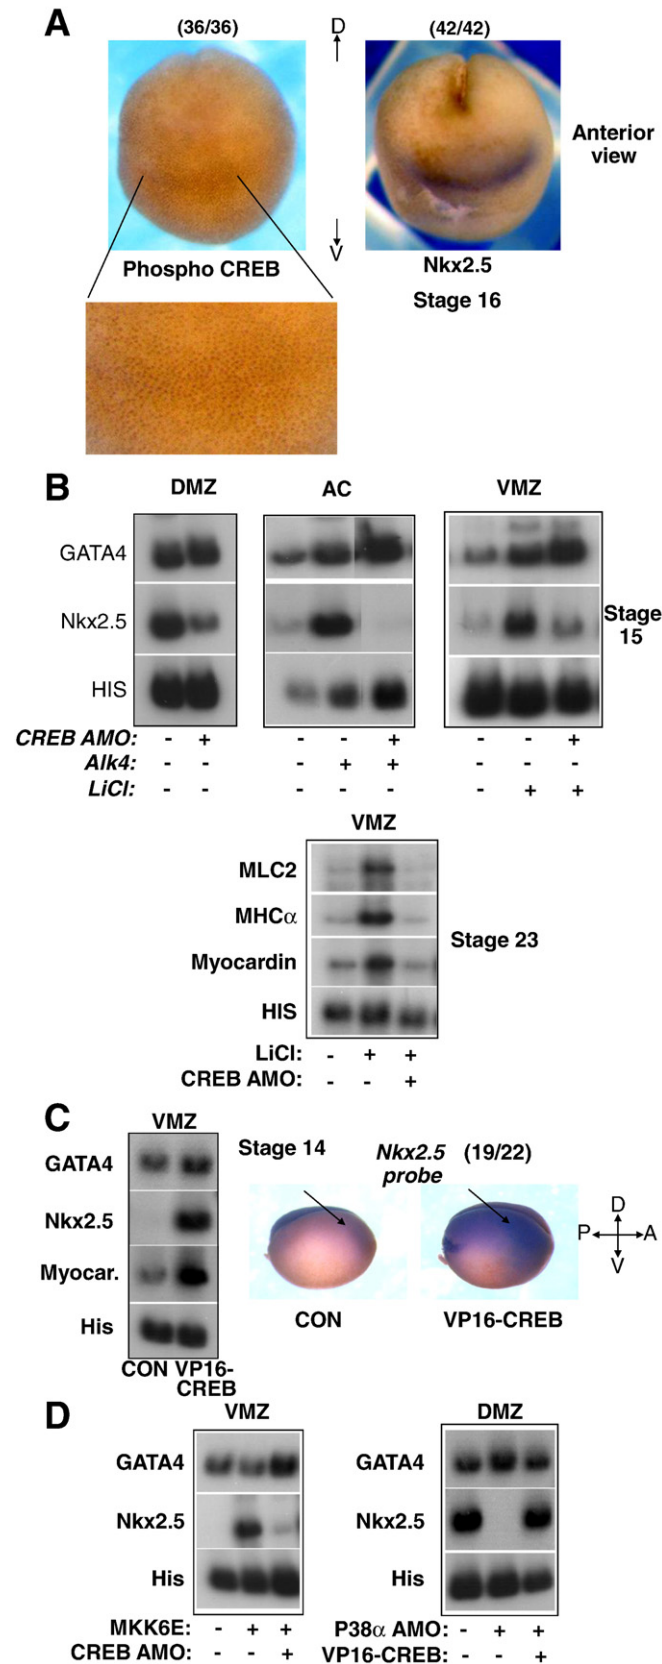 A
(36/36)
D
(42/42)
Anterior
view
V
Phospho CREB
Nkx2.5
Stage 16
B
DMZ
AC
VMZ
GATA4
Nkx2.5
Stage
15
HIS
CREB AMO: - + - - + - - +
Alk4: - - - + + - - -
LiCl: - - - - - - + +
VMZ
MLC2
MHCα
Stage 23
Myocardin
HIS
LiCl: - + +
CREB AMO: - - +
C
VMZ
GATA4
Stage 14
Nkx2.5
probe
(19/22)
Nkx2.5
D
P
A
V
Myocar.
His
CON
VP16-CREB
CON VP16-
CREB
D
VMZ
DMZ
GATA4
GATA4
Nkx2.5
Nkx2.5
His
His
MKK6E: - + +
P38α AMO: - + +
CREB AMO: - - +
VP16-CREB: - - +